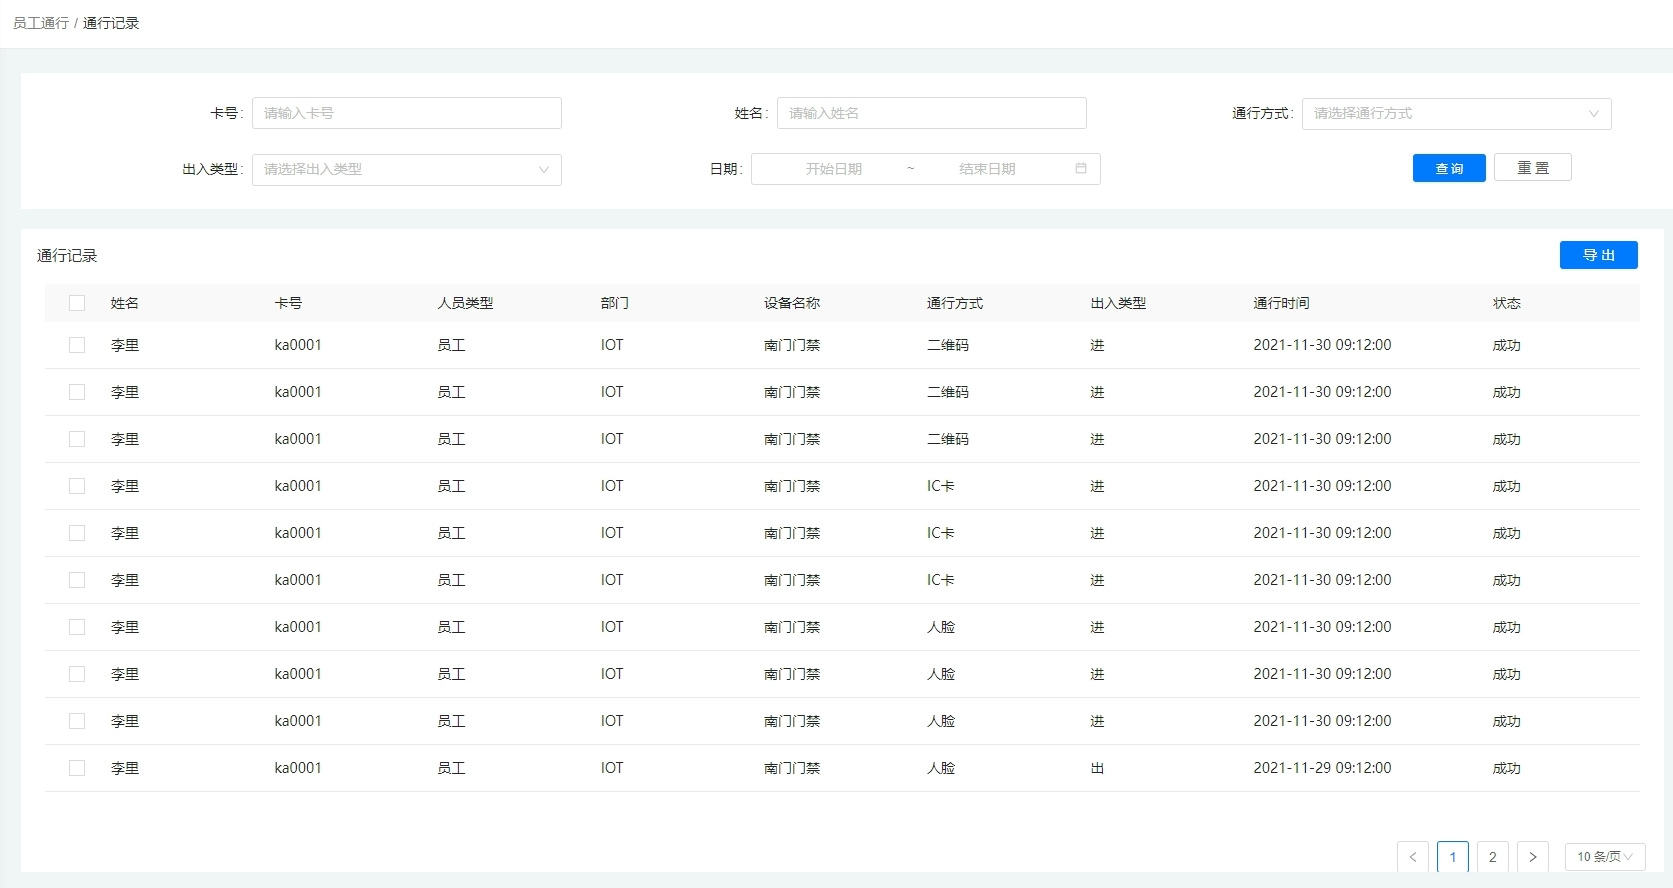 员工通行 / 通行记录
卡号: 请输入卡号 姓名: 请输入姓名 通行方式: 请选择通行方式
出入类型: 请选择出入类型 日期: 开始日期 ~ 结束日期 查询 重置
通行记录 导出
姓名 卡号 人员类型 部门 设备名称 通行方式 出入类型 通行时间 状态
李里 ka0001 员工 IOT 南门门禁 二维码 进 2021-11-30 09:12:00 成功
李里 ka0001 员工 IOT 南门门禁 二维码 进 2021-11-30 09:12:00 成功
李里 ka0001 员工 IOT 南门门禁 二维码 进 2021-11-30 09:12:00 成功
李里 ka0001 员工 IOT 南门门禁 IC卡 进 2021-11-30 09:12:00 成功
李里 ka0001 员工 IOT 南门门禁 IC卡 进 2021-11-30 09:12:00 成功
李里 ka0001 员工 IOT 南门门禁 IC卡 进 2021-11-30 09:12:00 成功
李里 ka0001 员工 IOT 南门门禁 人脸 进 2021-11-30 09:12:00 成功
李里 ka0001 员工 IOT 南门门禁 人脸 进 2021-11-30 09:12:00 成功
李里 ka0001 员工 IOT 南门门禁 人脸 进 2021-11-30 09:12:00 成功
李里 ka0001 员工 IOT 南门门禁 人脸 出 2021-11-29 09:12:00 成功
< 1 2 > 10 条/页